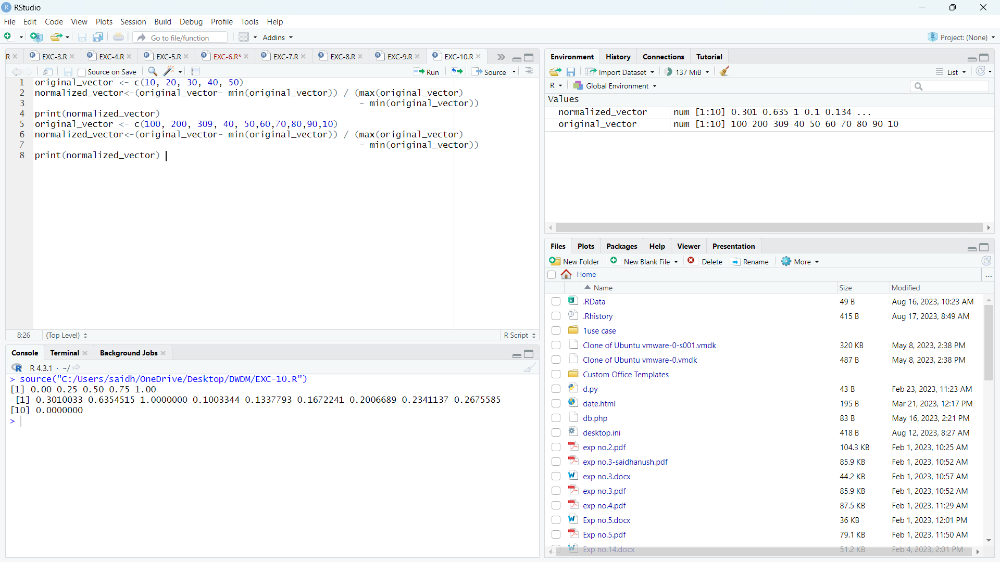 RStudio
File Edit Code View Plots Session Build Debug Profile Tools Help
Go to file/function Addins Project: (None)
R EXC-3.R EXC-4.R EXC-5.R EXC-6.R* EXC-7.R EXC-8.R EXC-9.R EXC-10.R
Source on Save Run Source
1 original_vector <- c(10, 20, 30, 40, 50)
2 normalized_vector<-(original_vector- min(original_vector)) / (max(original_vector)
3 - min(original_vector))
4 print(normalized_vector)
5 original_vector <- c(100, 200, 309, 40, 50,60,70,80,90,10)
6 normalized_vector<-(original_vector- min(original_vector)) / (max(original_vector)
7 - min(original_vector))
8 print(normalized_vector)
8:26 (Top Level) R Script
Console Terminal Background Jobs
R 4.3.1 · ~/
> source("C:/Users/saidh/OneDrive/Desktop/DWDM/EXC-10.R")
[1] 0.00 0.25 0.50 0.75 1.00
[1] 0.3010033 0.6354515 1.0000000 0.1003344 0.1337793 0.1672241 0.2006689 0.2341137 0.2675585
[10] 0.0000000
>
Environment History Connections Tutorial
Import Dataset 137 MiB List
R Global Environment
Values
normalized_vector num [1:10] 0.301 0.635 1 0.1 0.134 ...
original_vector num [1:10] 100 200 309 40 50 60 70 80 90 10
Files Plots Packages Help Viewer Presentation
New Folder New Blank File Delete Rename More
Home ...
Name Size Modified
.RData 49 B Aug 16, 2023, 10:23 AM
.Rhistory 415 B Aug 17, 2023, 8:49 AM
1use case
Clone of Ubuntu vmware-0-s001.vmdk 320 KB May 8, 2023, 2:38 PM
Clone of Ubuntu vmware-0.vmdk 487 B May 8, 2023, 2:38 PM
Custom Office Templates
d.py 43 B Feb 23, 2023, 11:23 AM
date.html 195 B Mar 21, 2023, 12:17 PM
db.php 83 B May 16, 2023, 2:21 PM
desktop.ini 418 B Aug 12, 2023, 8:27 AM
exp no.2.pdf 104.3 KB Feb 1, 2023, 10:25 AM
exp no.3-saidhanush.pdf 85.9 KB Feb 1, 2023, 10:52 AM
exp no.3.docx 44.2 KB Feb 1, 2023, 10:57 AM
exp no.3.pdf 85.9 KB Feb 1, 2023, 10:52 AM
exp no.4.pdf 87.5 KB Feb 1, 2023, 11:29 AM
Exp no.5.docx 36 KB Feb 1, 2023, 12:01 PM
Exp no.5.pdf 79.1 KB Feb 1, 2023, 11:50 AM
Exp no.14.docx 51.2 KB Feb 4, 2023, 2:01 PM